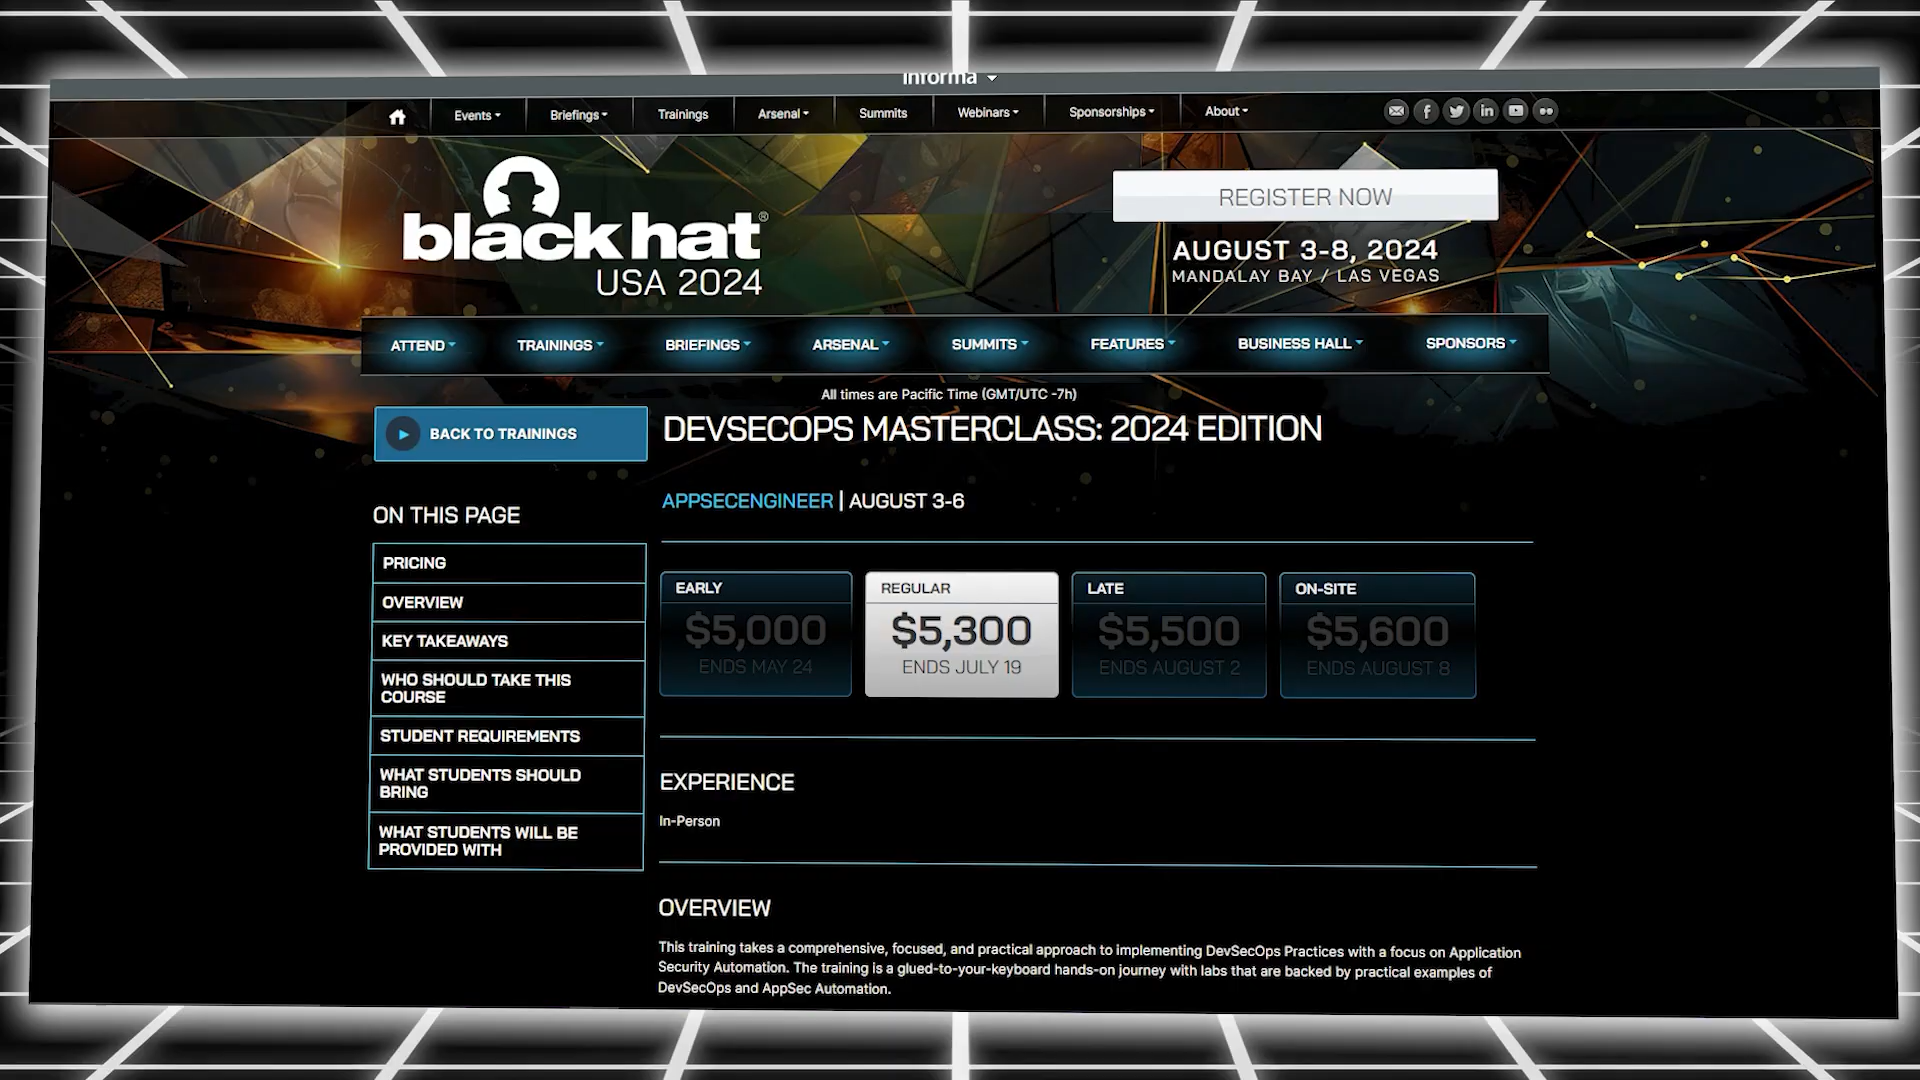 informa
Events
Briefings
Trainings
Arsenal
Summits
Webinars
Sponsorships
About
black hat®
USA 2024
REGISTER NOW
AUGUST 3-8, 2024
MANDALAY BAY / LAS VEGAS
ATTEND
TRAININGS
BRIEFINGS
ARSENAL
SUMMITS
FEATURES
BUSINESS HALL
SPONSORS
All times are Pacific Time (GMT/UTC -7h)
BACK TO TRAININGS
DEVSECOPS MASTERCLASS: 2024 EDITION
APPSECENGINEER | AUGUST 3-6
ON THIS PAGE
PRICING
OVERVIEW
KEY TAKEAWAYS
WHO SHOULD TAKE THIS
COURSE
STUDENT REQUIREMENTS
WHAT STUDENTS SHOULD
BRING
WHAT STUDENTS WILL BE
PROVIDED WITH
EARLY
$5,000
ENDS MAY 24
REGULAR
$5,300
ENDS JULY 19
LATE
$5,500
ENDS AUGUST 2
ON-SITE
$5,600
ENDS AUGUST 8
EXPERIENCE
In-Person
OVERVIEW
This training takes a comprehensive, focused, and practical approach to implementing DevSecOps Practices with a focus on Application
Security Automation. The training is a glued-to-your-keyboard hands-on journey with labs that are backed by practical examples of
DevSecOps and AppSec Automation.